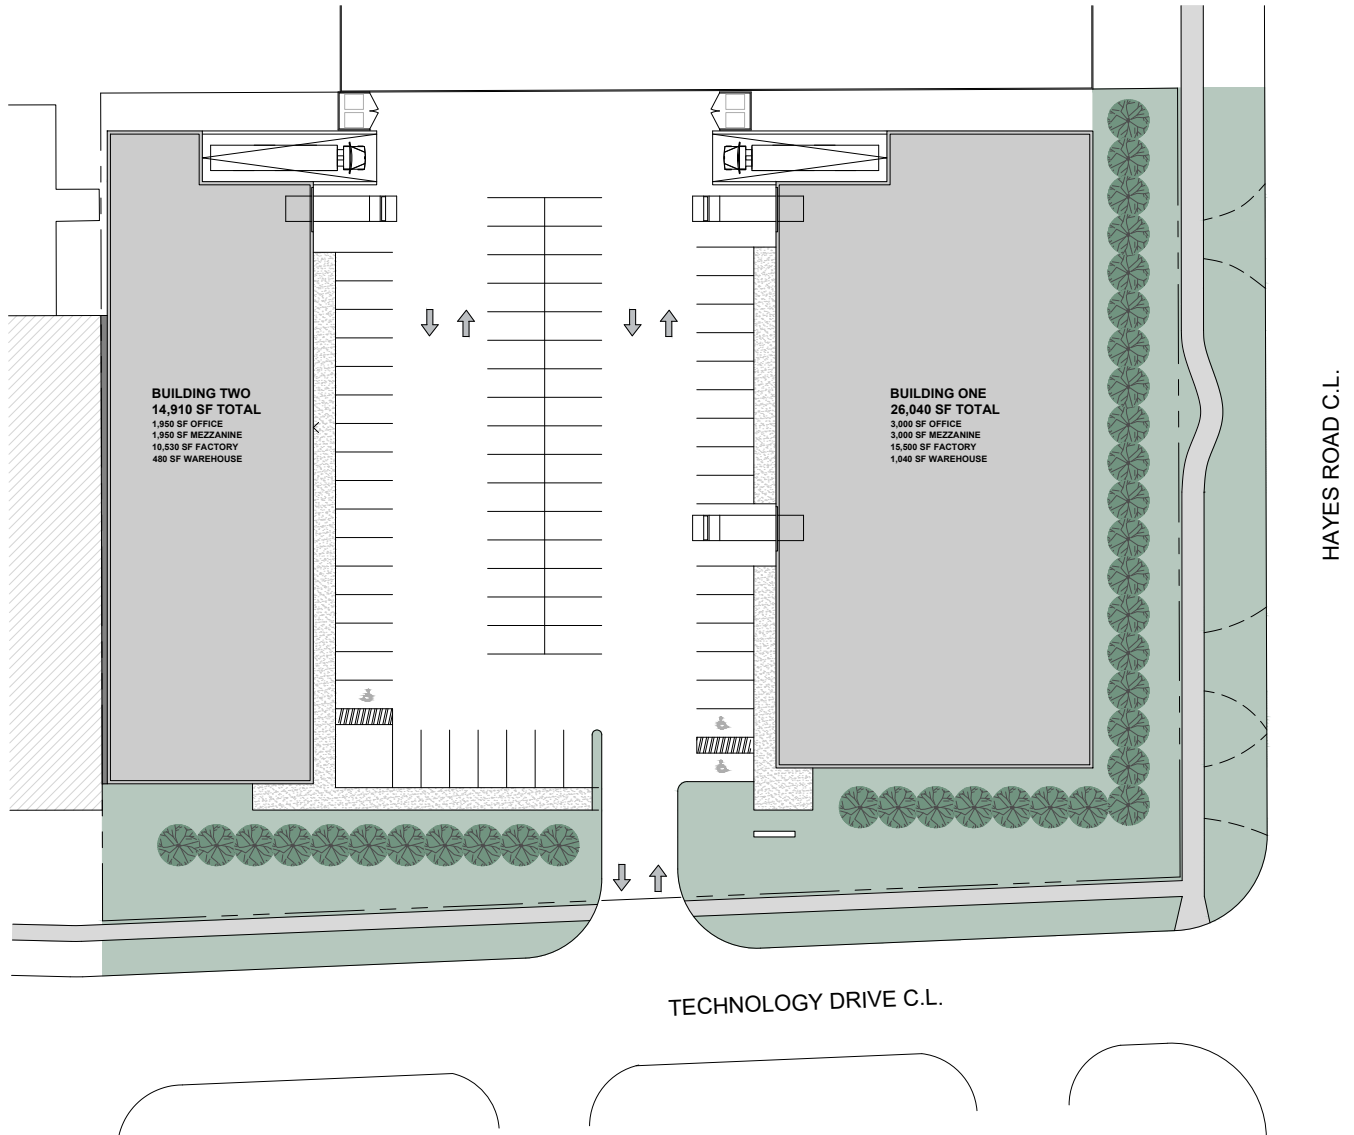 BUILDING TWO
14,910 SF TOTAL
1,950 SF OFFICE
1,950 SF MEZZANINE
10,530 SF FACTORY
480 SF WAREHOUSE
BUILDING ONE
26,040 SF TOTAL
3,000 SF OFFICE
3,000 SF MEZZANINE
15,500 SF FACTORY
1,040 SF WAREHOUSE
HAYES ROAD C.L.
TECHNOLOGY DRIVE C.L.